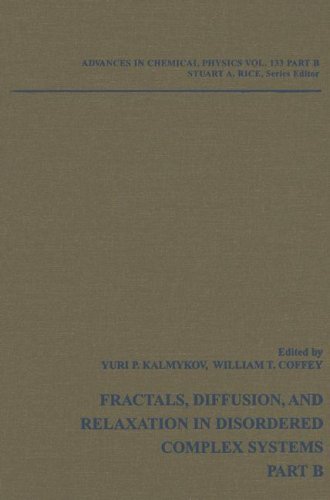 ADVANCES IN CHEMICAL PHYSICS VOL. 133 PART B
STUART A. RICE, Series Editor
Edited by
YURI P. KALMYKOV, WILLIAM T. COFFEY
FRACTALS, DIFFUSION, AND
RELAXATION IN DISORDERED
COMPLEX SYSTEMS
PART B